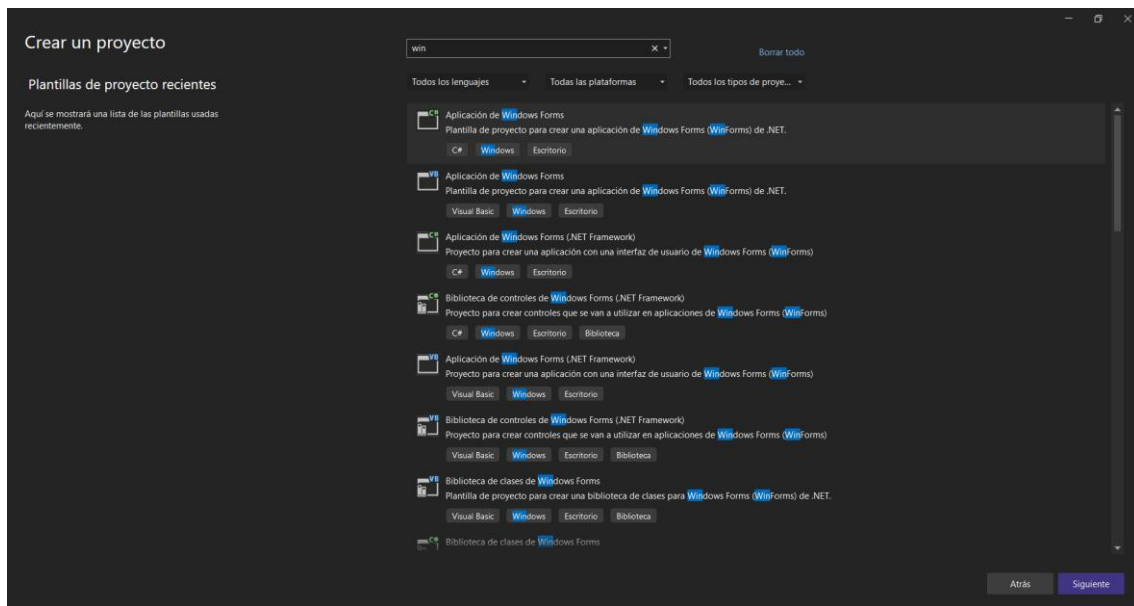 Crear un proyecto
win
Borrar todo
Plantillas de proyecto recientes
Todos los lenguajes
Todas las plataformas
Todos los tipos de proye...
Aquí se mostrará una lista de las plantillas usadas
recientemente.
C#
Aplicación de Windows Forms
Plantilla de proyecto para crear una aplicación de Windows Forms (WinForms) de .NET.
C# Windows Escritorio
VB
Aplicación de Windows Forms
Plantilla de proyecto para crear una aplicación de Windows Forms (WinForms) de .NET.
Visual Basic Windows Escritorio
C#
Aplicación de Windows Forms (.NET Framework)
Proyecto para crear una aplicación con una interfaz de usuario de Windows Forms (WinForms)
C# Windows Escritorio
C#
Biblioteca de controles de Windows Forms (.NET Framework)
Proyecto para crear controles que se van a utilizar en aplicaciones de Windows Forms (WinForms)
C# Windows Escritorio Biblioteca
VB
Aplicación de Windows Forms (.NET Framework)
Proyecto para crear una aplicación con una interfaz de usuario de Windows Forms (WinForms)
Visual Basic Windows Escritorio
VB
Biblioteca de controles de Windows Forms (.NET Framework)
Proyecto para crear controles que se van a utilizar en aplicaciones de Windows Forms (WinForms)
Visual Basic Windows Escritorio Biblioteca
VB
Biblioteca de clases de Windows Forms
Plantilla de proyecto para crear una biblioteca de clases para Windows Forms (WinForms) de .NET.
Visual Basic Windows Escritorio Biblioteca
C#
Biblioteca de clases de Windows Forms
Atrás
Siguiente